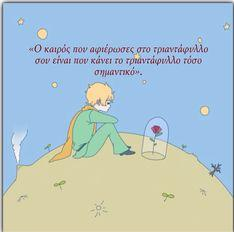 «Ο καιρός που αφιέρωσες στο τριαντάφυλλο
σου είναι που κάνει το τριαντάφυλλο τόσο
σημαντικό».